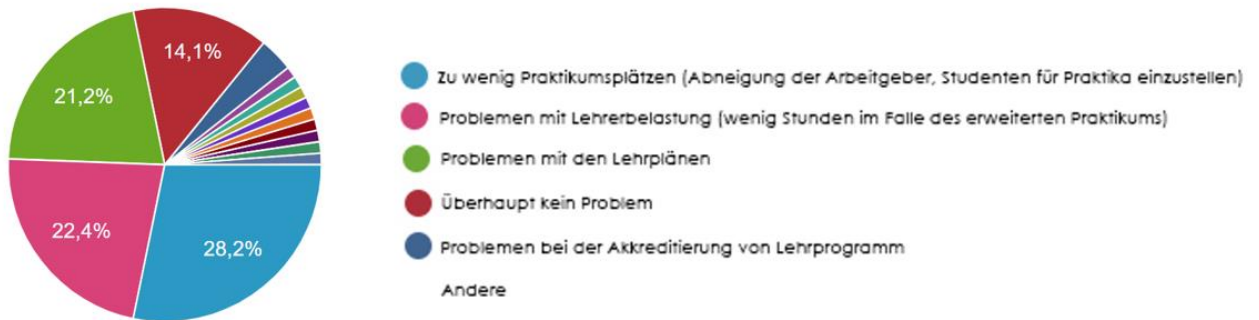 14,1%
21,2%
22,4%
28,2%
Zu wenig Praktikumsplätzen (Abneigung der Arbeitgeber, Studenten für Praktika einzustellen)
Problemen mit Lehrerbelastung (wenig Stunden im Falle des erweiterten Praktikums)
Problemen mit den Lehrplänen
Überhaupt kein Problem
Problemen bei der Akkreditierung von Lehrprogramm
Andere